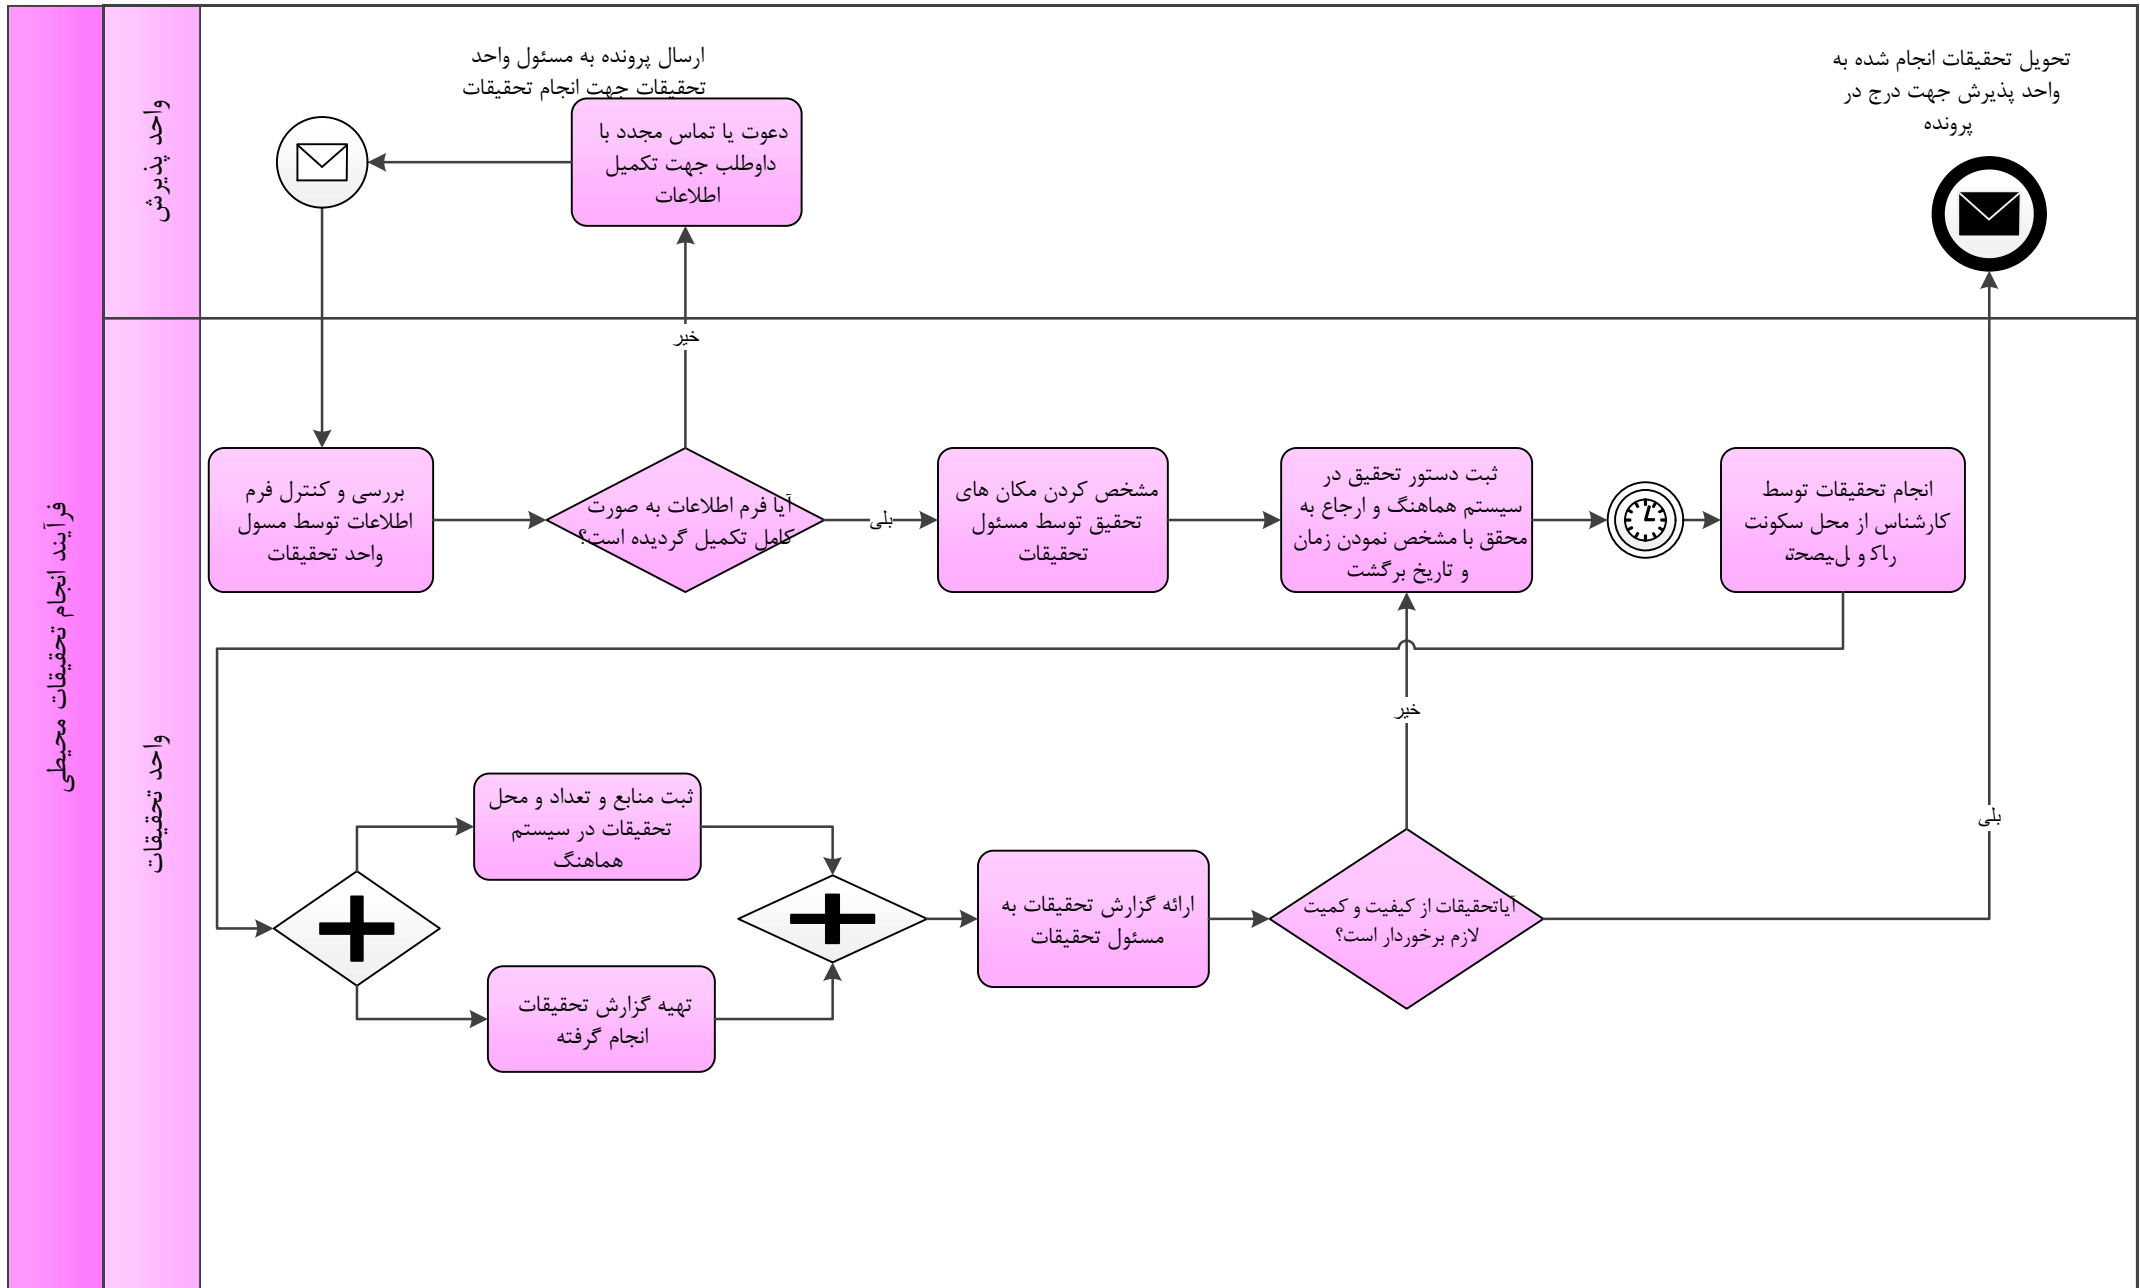 فرآیند انجام تحقیقات محیطی
واحد پذیرش
ارسال پرونده به مسئول واحد
تحقیقات جهت انجام تحقیقات
دعوت یا تماس مجدد با
داوطلب جهت تکمیل
اطلاعات
تحویل تحقیقات انجام شده به
واحد پذیرش جهت درج در
پرونده
خیر
واحد تحقیقات
بررسی و کنترل فرم
اطلاعات توسط مسول
واحد تحقیقات
آیا فرم اطلاعات به صورت
کامل تکمیل گردیده است؟
بلی
مشخص کردن مکان های
تحقیق توسط مسئول
تحقیقات
ثبت دستور تحقیق در
سیستم هماهنگ و ارجاع به
محقق با مشخص نمودن زمان
و تاریخ برگشت
انجام تحقیقات توسط
کارشناس از محل سکونت
راکو لیصحت
خیر
ثبت منابع و تعداد و محل
تحقیقات در سیستم
هماهنگ
تهیه گزارش تحقیقات
انجام گرفته
ارائه گزارش تحقیقات به
مسئول تحقیقات
آیاتحقیقات از کیفیت و کمیت
لازم برخوردار است؟
بلی